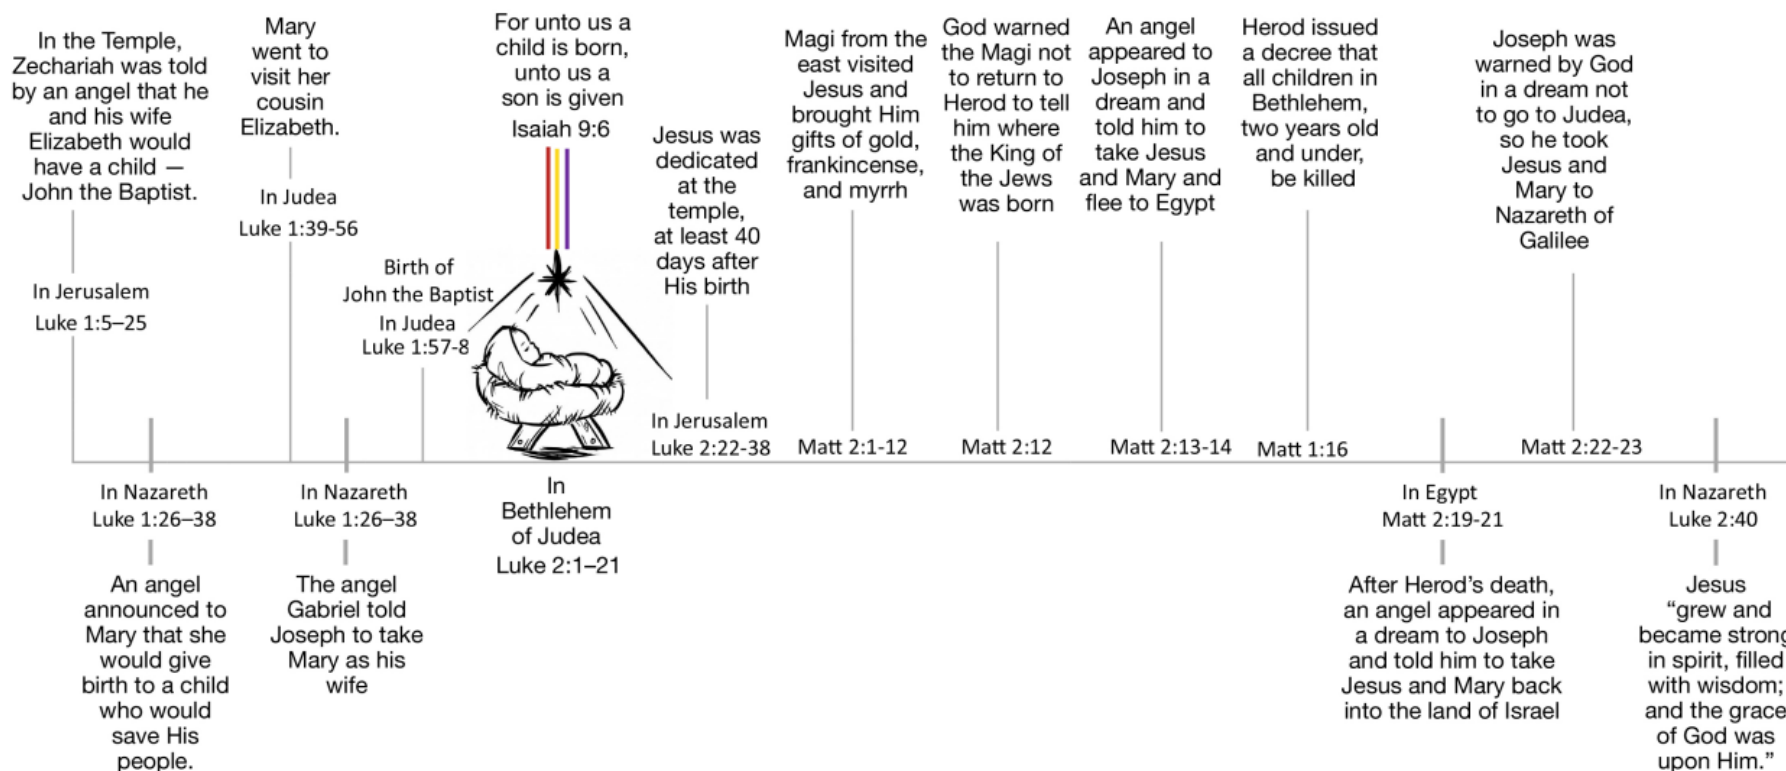 In the Temple,
Zechariah was told
by an angel that he
and his wife
Elizabeth would
have a child —
John the Baptist.
In Jerusalem
Luke 1:5–25
In Nazareth
Luke 1:26–38
An angel
announced to
Mary that she
would give
birth to a child
who would
save His
people.
Mary
went to
visit her
cousin
Elizabeth.
In Judea
Luke 1:39-56
In Nazareth
Luke 1:26–38
The angel
Gabriel told
Joseph to take
Mary as his
wife
Birth of
John the Baptist
In Judea
Luke 1:57-8
For unto us a
child is born,
unto us a
son is given
Isaiah 9:6
In
Bethlehem
of Judea
Luke 2:1–21
Jesus was
dedicated
at the
temple,
at least 40
days after
His birth
In Jerusalem
Luke 2:22-38
Magi from the
east visited
Jesus and
brought Him
gifts of gold,
frankincense,
and myrrh
Matt 2:1-12
God warned
the Magi not
to return to
Herod to tell
him where
the King of
the Jews
was born
Matt 2:12
An angel
appeared to
Joseph in a
dream and
told him to
take Jesus
and Mary and
flee to Egypt
Matt 2:13-14
Herod issued
a decree that
all children in
Bethlehem,
two years old
and under,
be killed
Matt 1:16
In Egypt
Matt 2:19-21
After Herod's death,
an angel appeared in
a dream to Joseph
and told him to take
Jesus and Mary back
into the land of Israel
Joseph was
warned by God
in a dream not
to go to Judea,
so he took
Jesus and
Mary to
Nazareth of
Galilee
Matt 2:22-23
In Nazareth
Luke 2:40
Jesus
“grew and
became strong
in spirit, filled
with wisdom;
and the grace
of God was
upon Him.”